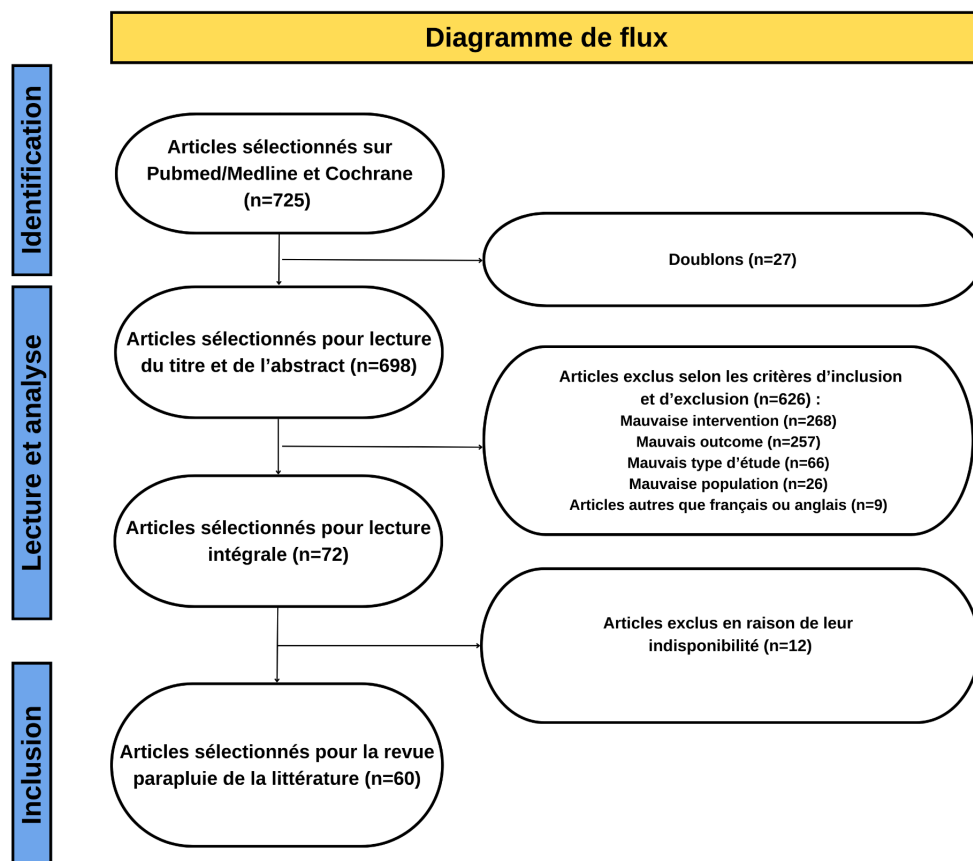 Diagramme de flux
Identification
Articles sélectionnés sur
Pubmed/Medline et Cochrane
(n=725)
Doublons (n=27)
Lecture et analyse
Articles sélectionnés pour lecture
du titre et de l’abstract (n=698)
Articles exclus selon les critères d’inclusion
et d’exclusion (n=626) :
Mauvaise intervention (n=268)
Mauvais outcome (n=257)
Mauvais type d’étude (n=66)
Mauvaise population (n=26)
Articles autres que français ou anglais (n=9)
Articles sélectionnés pour lecture
intégrale (n=72)
Articles exclus en raison de leur
indisponibilité (n=12)
Inclusion
Articles sélectionnés pour la revue
parapluie de la littérature (n=60)